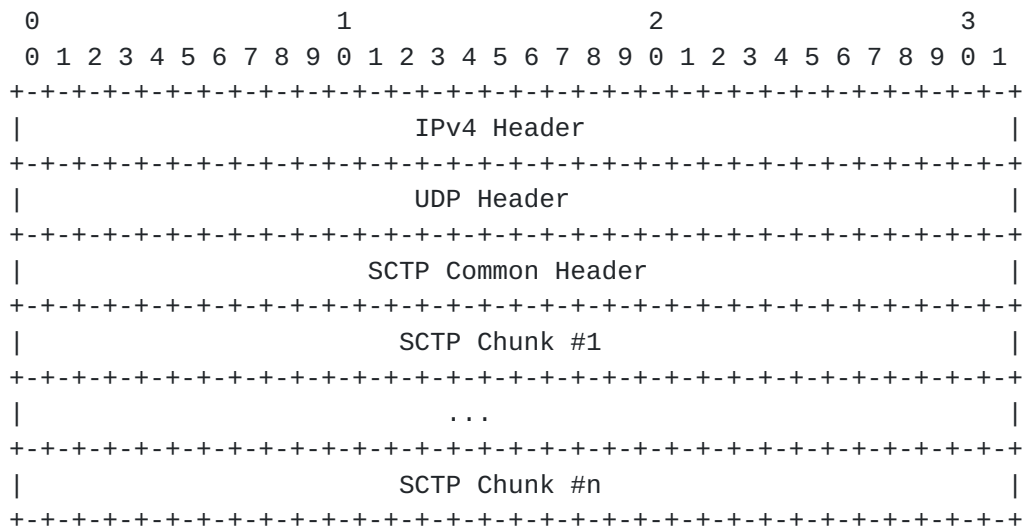 0                   1                   2                   3
 0 1 2 3 4 5 6 7 8 9 0 1 2 3 4 5 6 7 8 9 0 1 2 3 4 5 6 7 8 9 0 1
+-+-+-+-+-+-+-+-+-+-+-+-+-+-+-+-+-+-+-+-+-+-+-+-+-+-+-+-+-+-+-+-+
|                         IPv4 Header                           |
+-+-+-+-+-+-+-+-+-+-+-+-+-+-+-+-+-+-+-+-+-+-+-+-+-+-+-+-+-+-+-+-+
|                         UDP Header                            |
+-+-+-+-+-+-+-+-+-+-+-+-+-+-+-+-+-+-+-+-+-+-+-+-+-+-+-+-+-+-+-+-+
|                      SCTP Common Header                       |
+-+-+-+-+-+-+-+-+-+-+-+-+-+-+-+-+-+-+-+-+-+-+-+-+-+-+-+-+-+-+-+-+
|                        SCTP Chunk #1                          |
+-+-+-+-+-+-+-+-+-+-+-+-+-+-+-+-+-+-+-+-+-+-+-+-+-+-+-+-+-+-+-+-+
|                           ...                                 |
+-+-+-+-+-+-+-+-+-+-+-+-+-+-+-+-+-+-+-+-+-+-+-+-+-+-+-+-+-+-+-+-+
|                        SCTP Chunk #n                          |
+-+-+-+-+-+-+-+-+-+-+-+-+-+-+-+-+-+-+-+-+-+-+-+-+-+-+-+-+-+-+-+-+